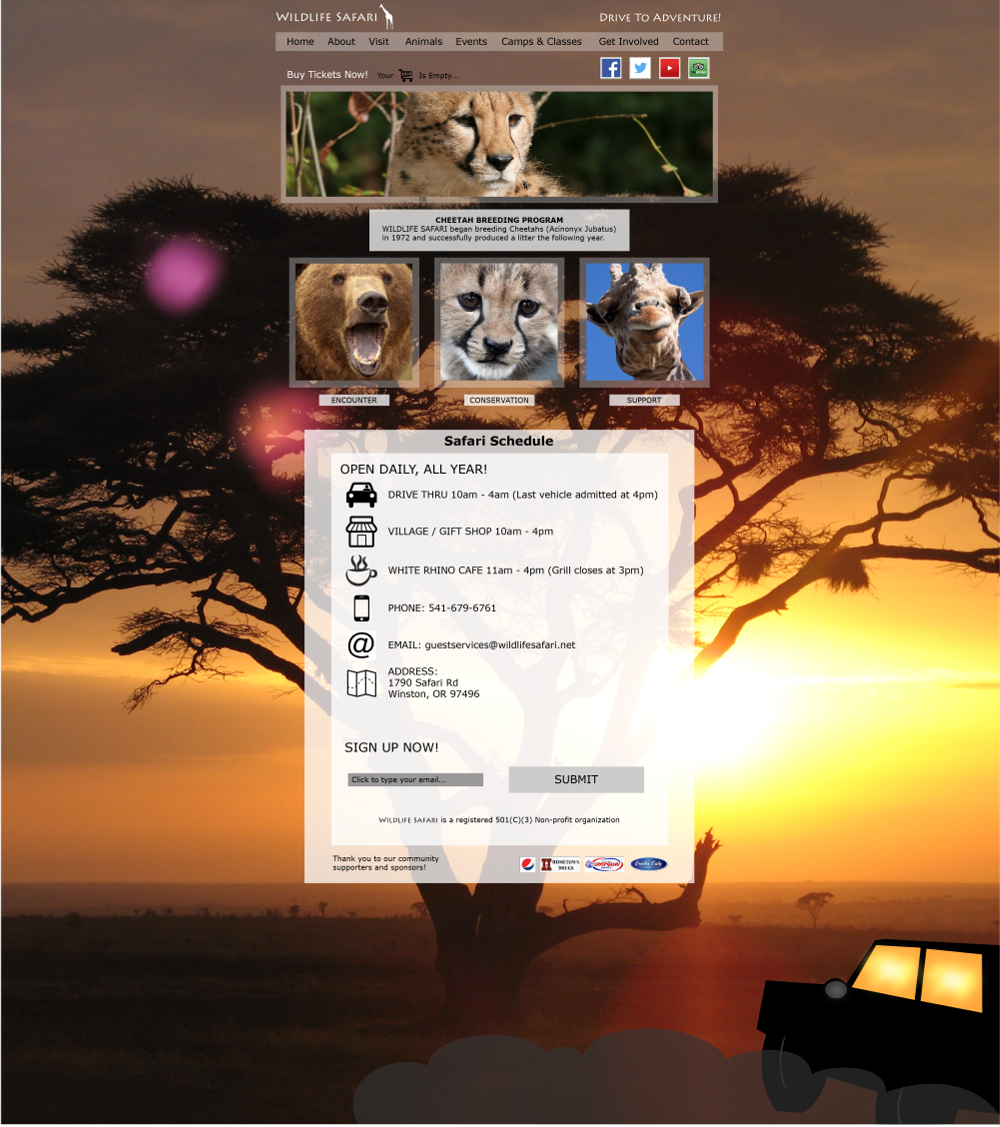 WILDLIFE SAFARI
DRIVE TO ADVENTURE!
Home About Visit Animals Events Camps & Classes Get Involved Contact
Buy Tickets Now! Your Is Empty...
CHEETAH BREEDING PROGRAM
WILDLIFE SAFARI began breeding Cheetahs (Acinonyx Jubatus)
in 1972 and successfully produced a litter the following year.
ENCOUNTER CONSERVATION SUPPORT
Safari Schedule
OPEN DAILY, ALL YEAR!
DRIVE THRU 10am - 4am (Last vehicle admitted at 4pm)
VILLAGE / GIFT SHOP 10am - 4pm
WHITE RHINO CAFE 11am - 4pm (Grill closes at 3pm)
PHONE: 541-679-6761
@ EMAIL: guestservices@wildlifesafari.net
ADDRESS:
1790 Safari Rd
Winston, OR 97496
SIGN UP NOW!
Click to type your email...
SUBMIT
WILDLIFE SAFARI is a registered 501(C)(3) Non-profit organization
Thank you to our community
supporters and sponsors!
HOMETOWN
DRUGS
UMPQUA